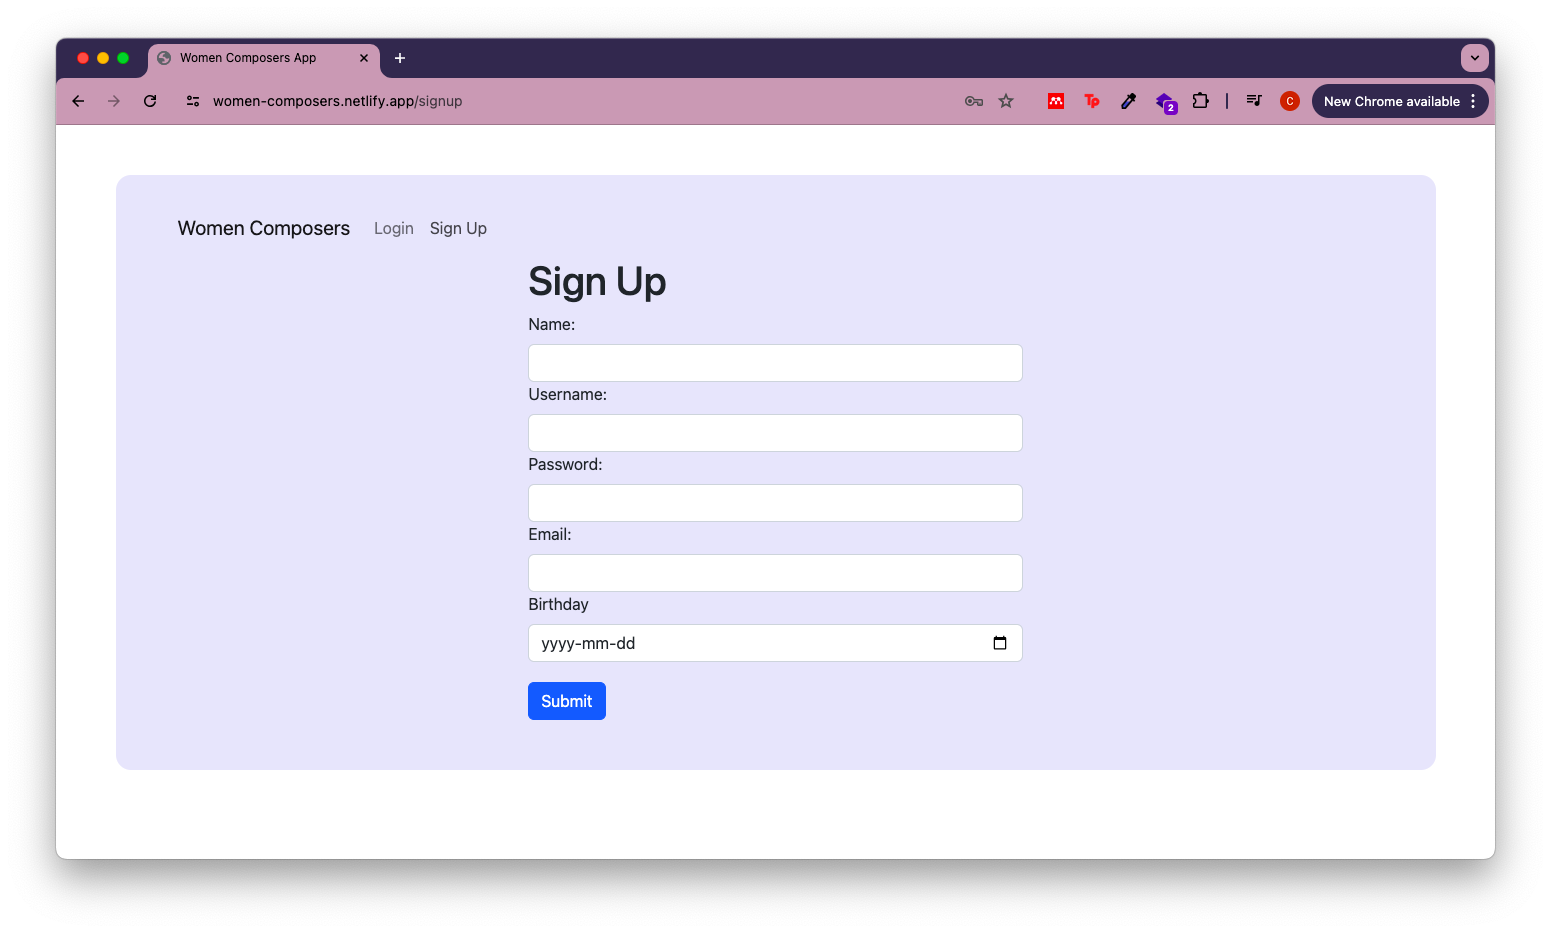 Women Composers App
women-composers.netlify.app/signup
Tp
2
C
New Chrome available
Women Composers Login Sign Up
Sign Up
Name:
Username:
Password:
Email:
Birthday
yyyy-mm-dd
Submit